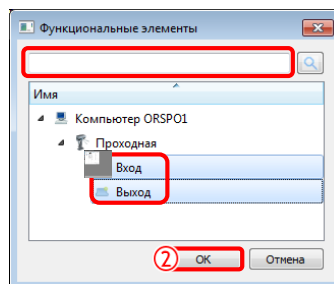 Функциональные элементы
Имя
Компьютер ORSPO1
Проходная
Вход
Выход
2 OK Отмена